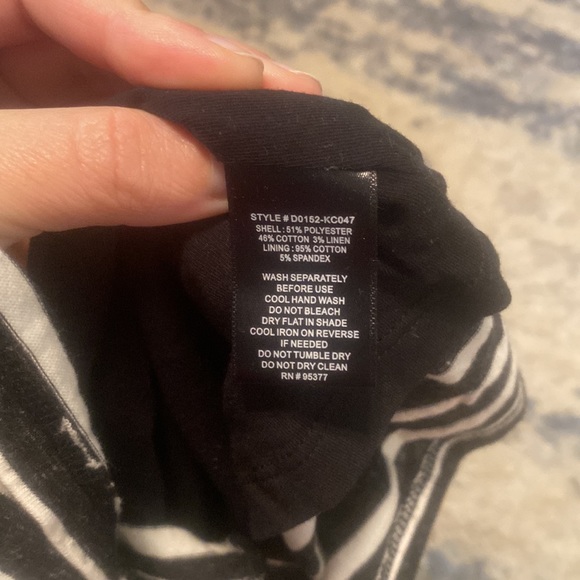 STYLE # D0152-KC047
SHELL : 51% POLYESTER
46% COTTON 3% LINEN
LINING : 95% COTTON
5% SPANDEX
WASH SEPARATELY
BEFORE USE
COOL HAND WASH
DO NOT BLEACH
DRY FLAT IN SHADE
COOL IRON ON REVERSE
IF NEEDED
DO NOT TUMBLE DRY
DO NOT DRY CLEAN
RN # 95377